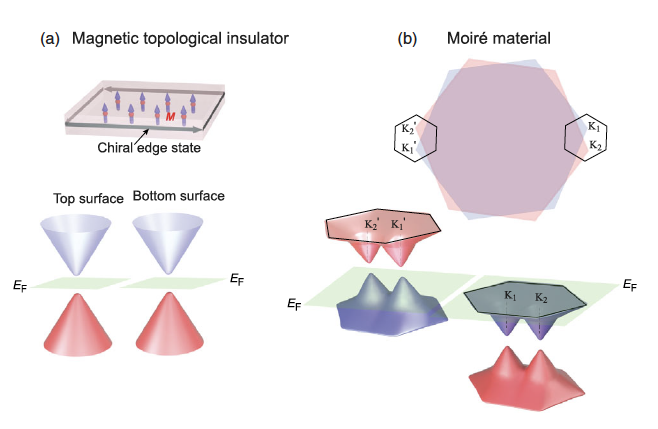 (a) Magnetic topological insulator
M
Chiral edge state
Top surface Bottom surface
EF
EF
(b) Moiré material
K2'
K1'
K1
K2
K2' K1'
EF
K1 K2
EF